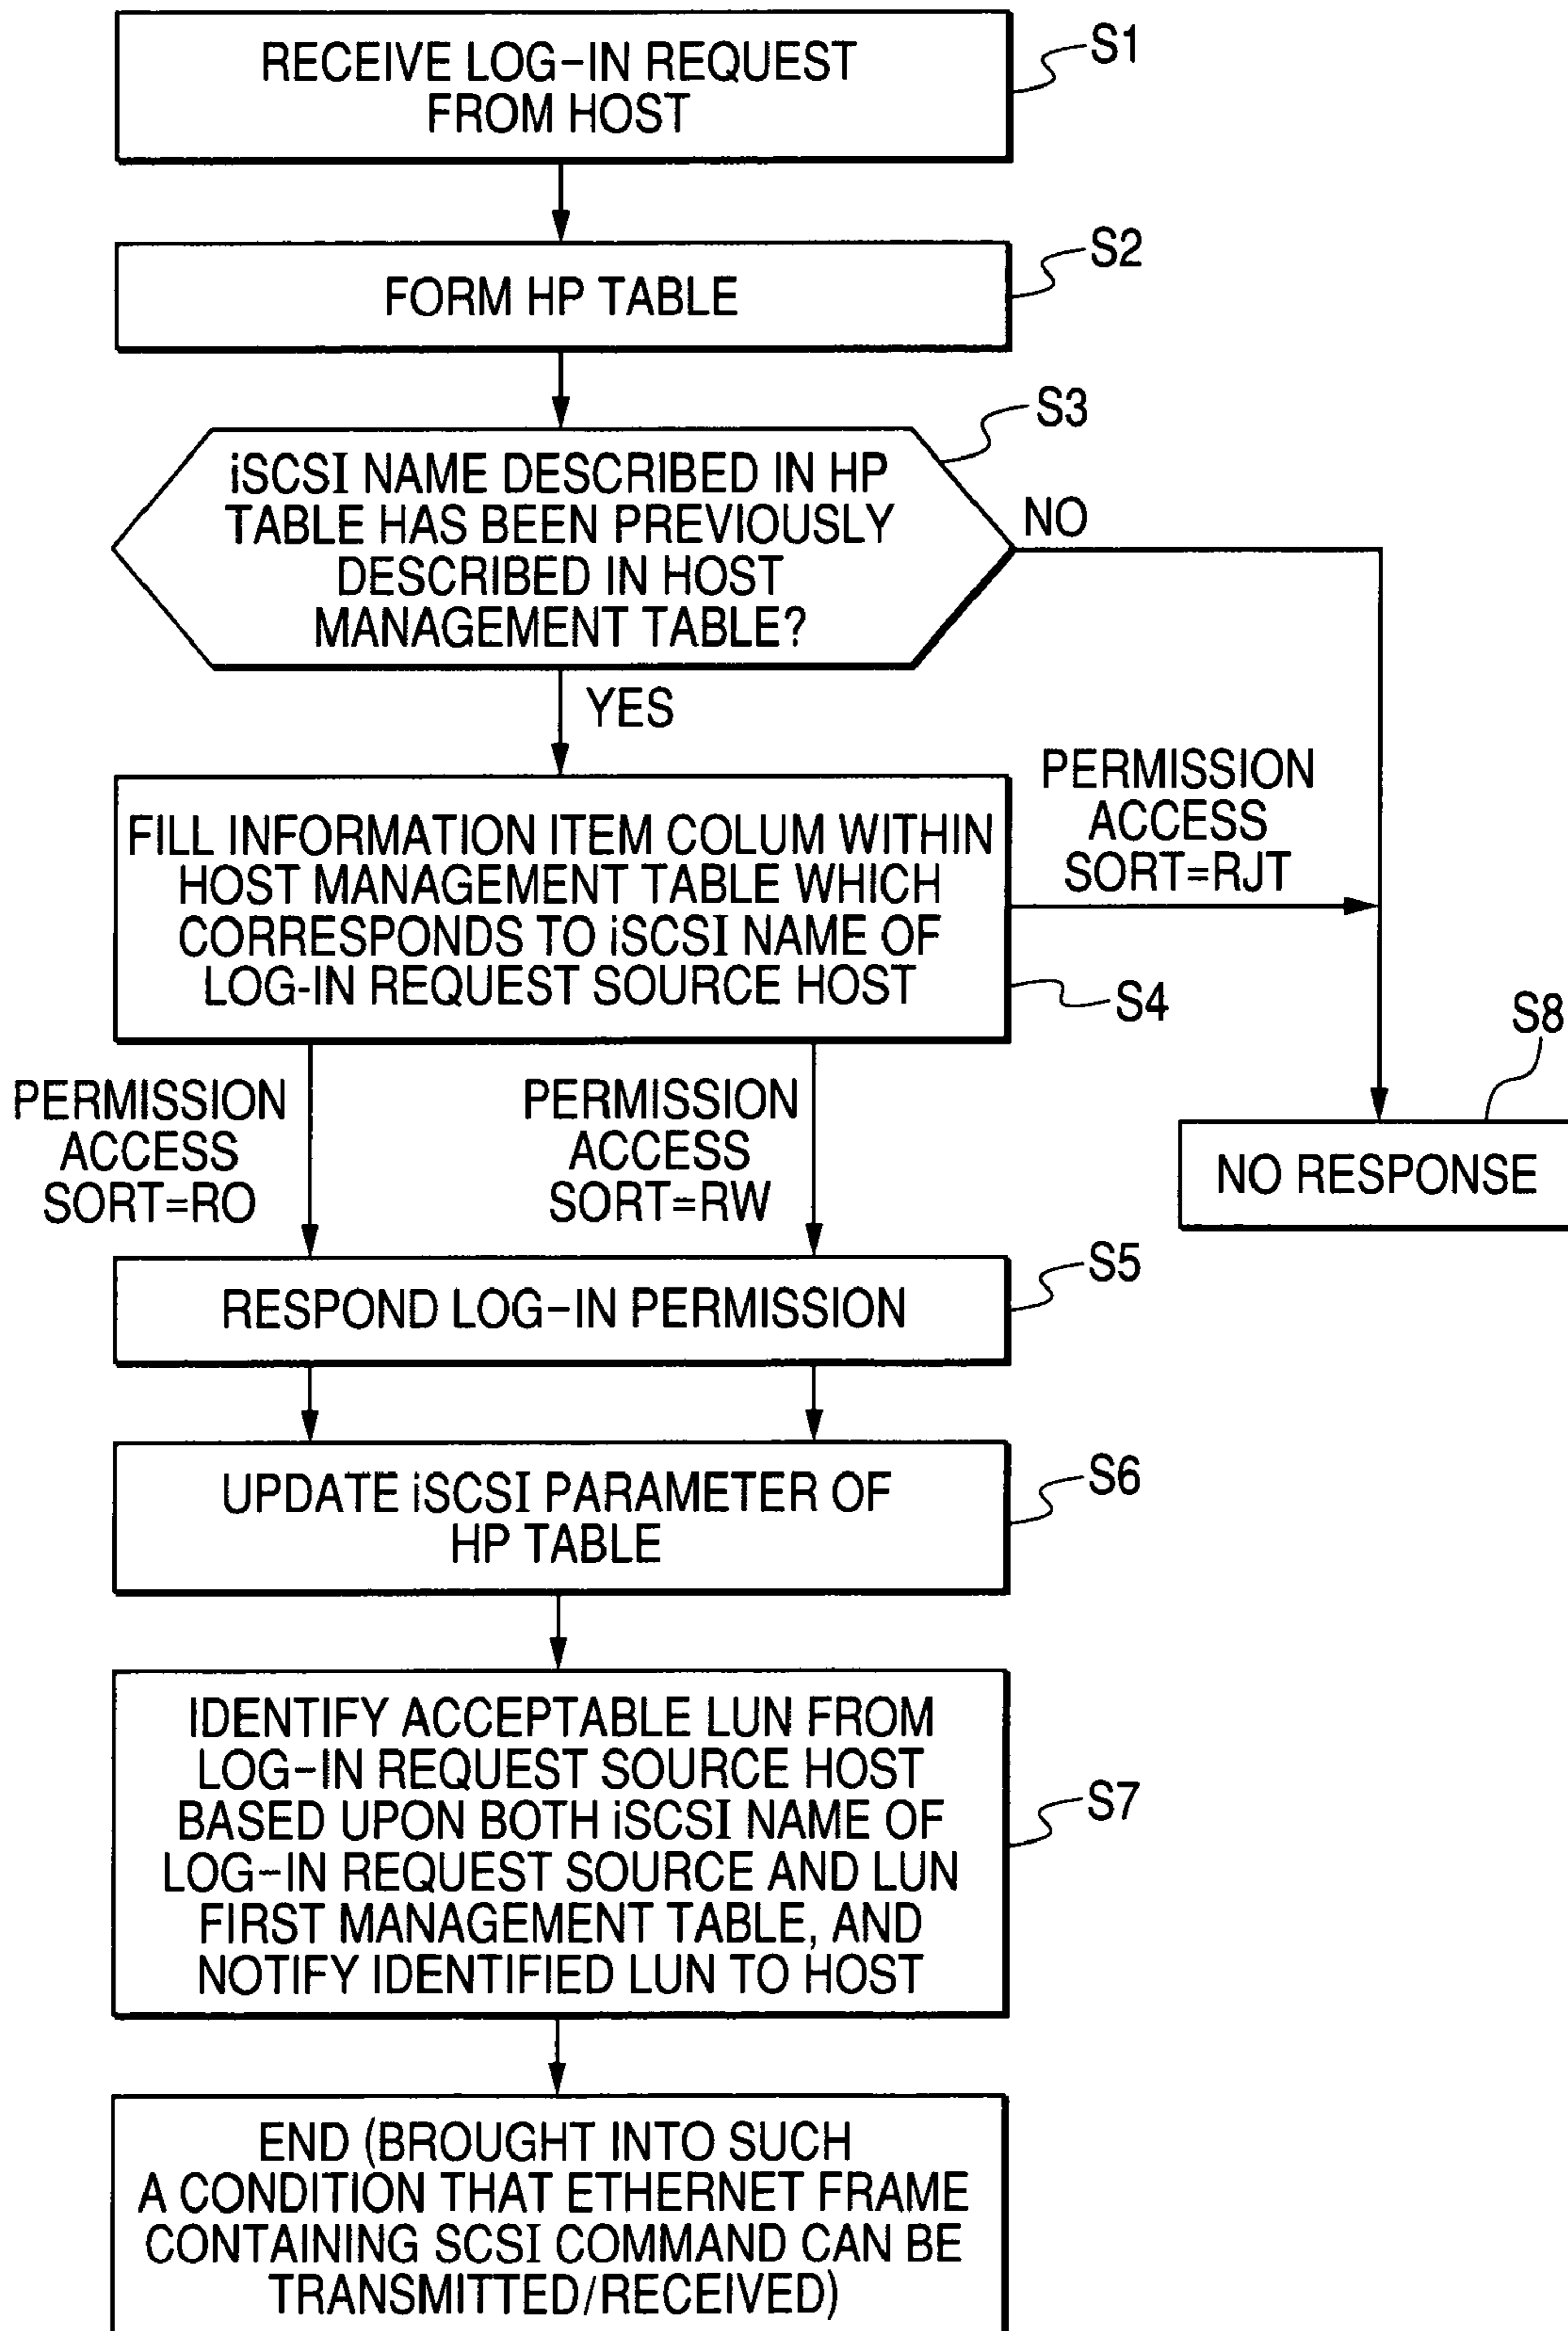 RECEIVE LOG-IN REQUEST
FROM HOST
S1
FORM HP TABLE
S2
iSCSI NAME DESCRIBED IN HP
TABLE HAS BEEN PREVIOUSLY
DESCRIBED IN HOST
MANAGEMENT TABLE?
S3
NO
YES
FILL INFORMATION ITEM COLUM WITHIN
HOST MANAGEMENT TABLE WHICH
CORRESPONDS TO iSCSI NAME OF
LOG-IN REQUEST SOURCE HOST
S4
PERMISSION
ACCESS
SORT=RJT
S8
NO RESPONSE
PERMISSION
ACCESS
SORT=RO
PERMISSION
ACCESS
SORT=RW
RESPOND LOG-IN PERMISSION
S5
UPDATE iSCSI PARAMETER OF
HP TABLE
S6
IDENTIFY ACCEPTABLE LUN FROM
LOG-IN REQUEST SOURCE HOST
BASED UPON BOTH iSCSI NAME OF
LOG-IN REQUEST SOURCE AND LUN
FIRST MANAGEMENT TABLE, AND
NOTIFY IDENTIFIED LUN TO HOST
S7
END (BROUGHT INTO SUCH
A CONDITION THAT ETHERNET FRAME
CONTAINING SCSI COMMAND CAN BE
TRANSMITTED/RECEIVED)